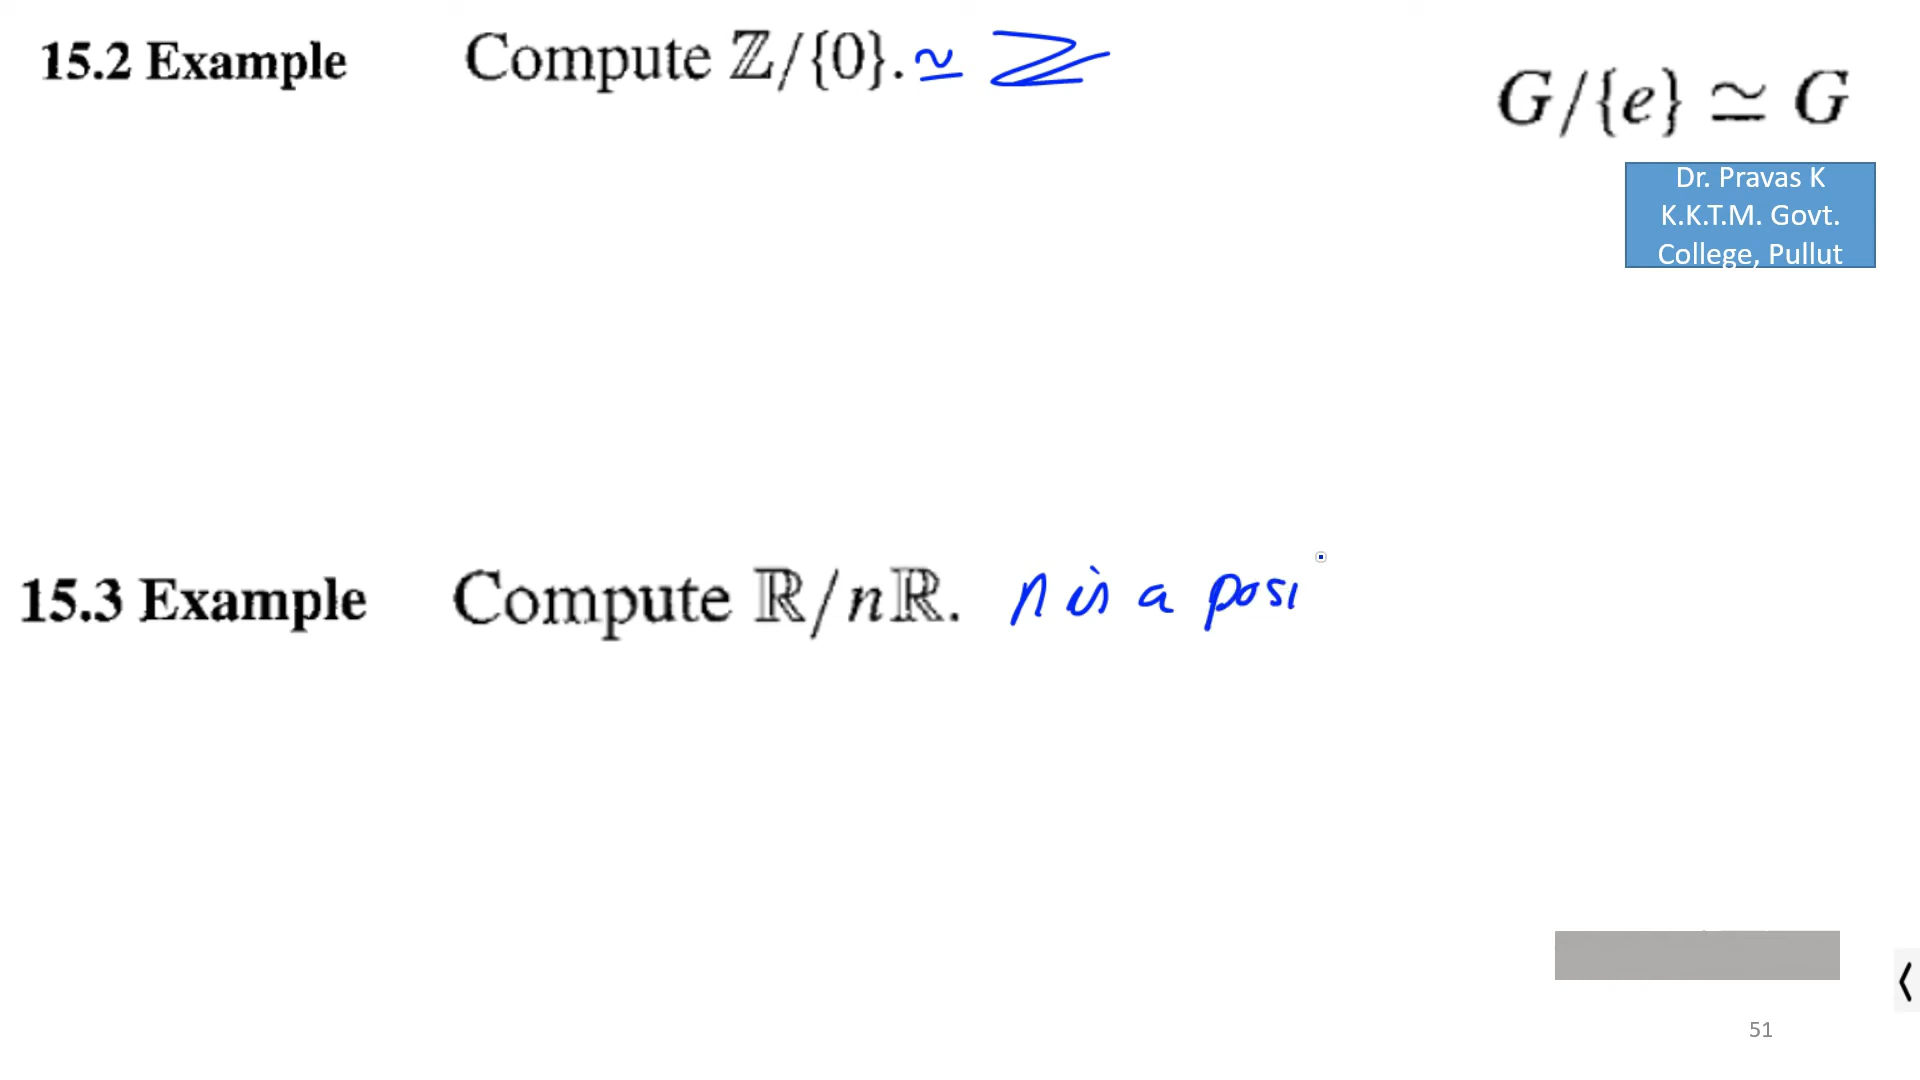 15.2 Example Compute ℤ/{0}. ≃ ℤ
G/{e} ≃ G
Dr. Pravas K
K.K.T.M. Govt.
College, Pullut
15.3 Example Compute ℝ/nℝ. n is a posi
51